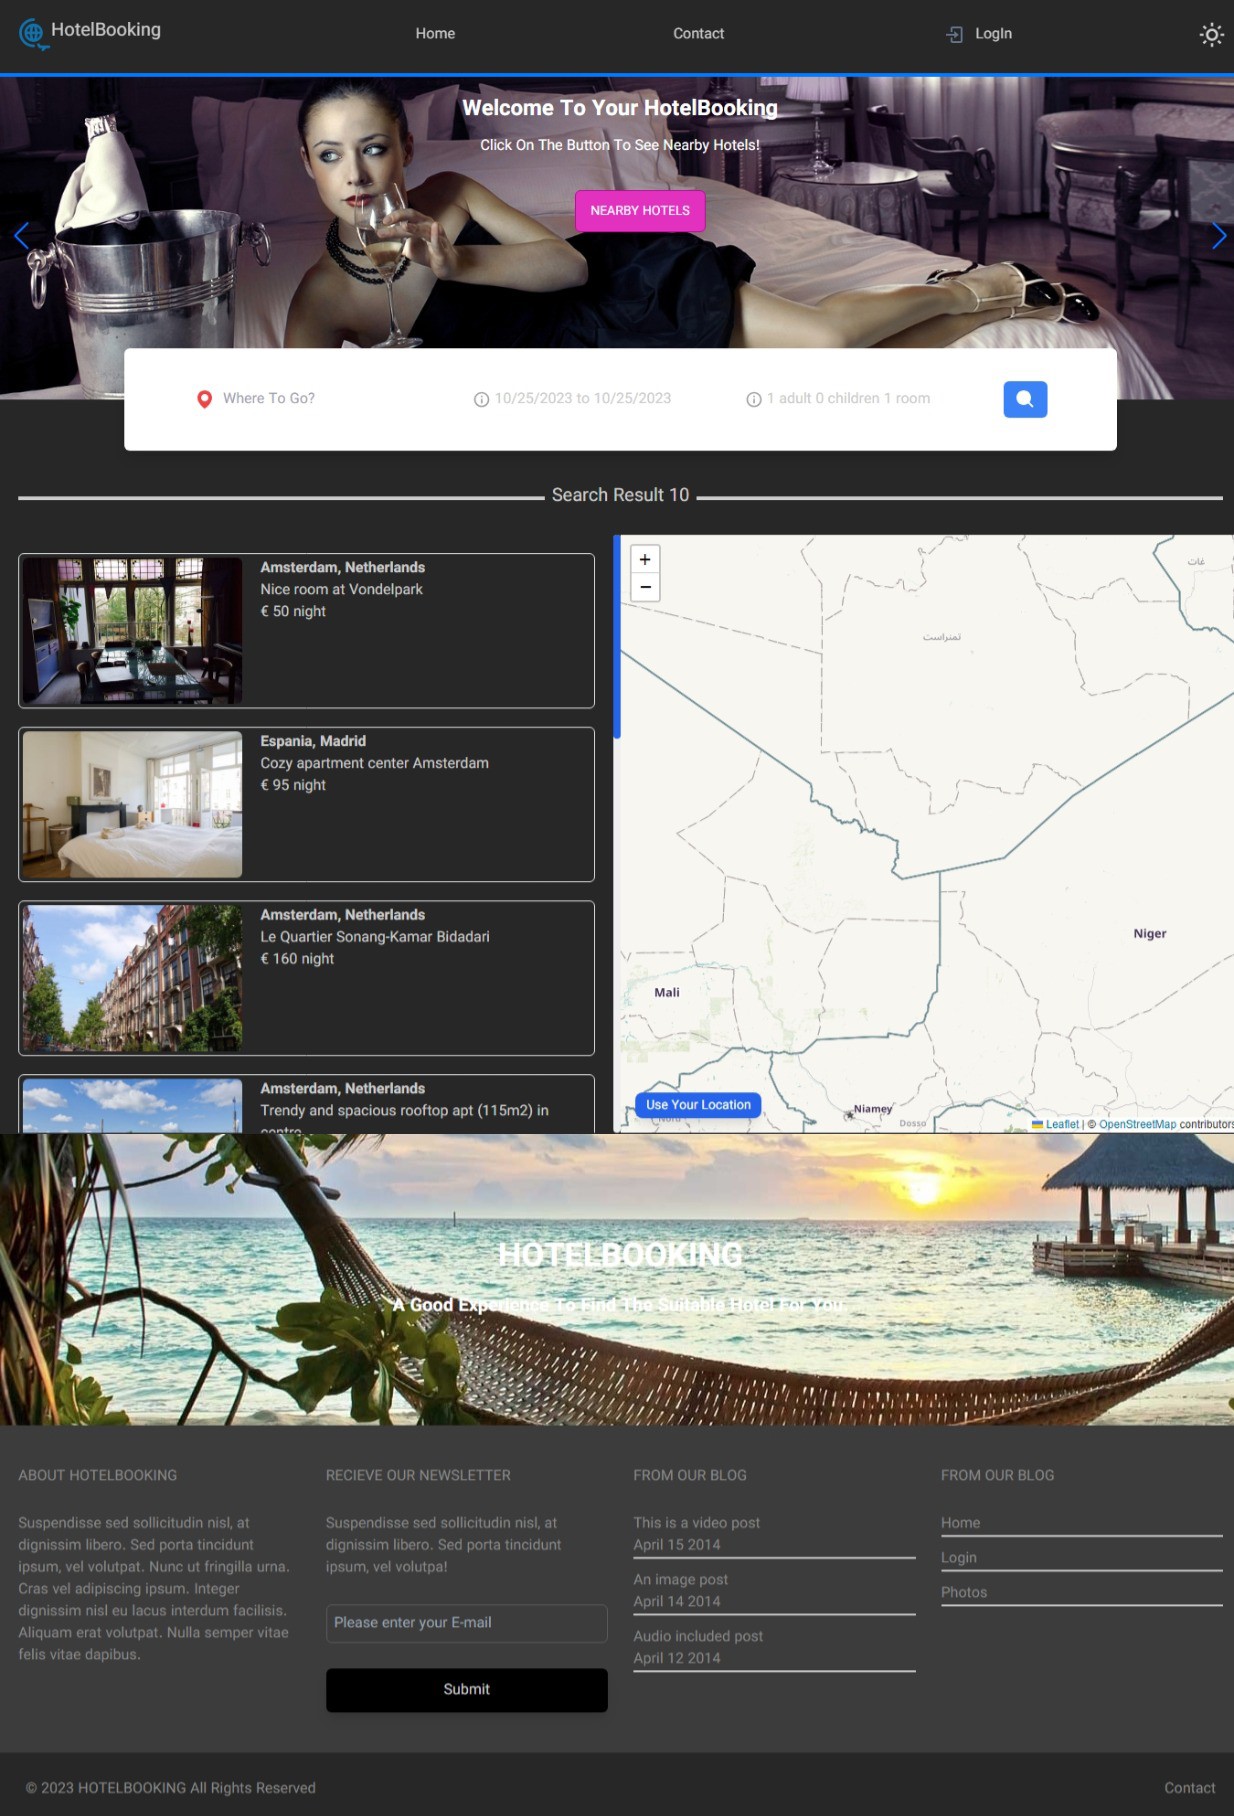 HotelBooking
Home
Contact
LogIn
Welcome To Your HotelBooking
Click On The Button To See Nearby Hotels!
NEARBY HOTELS
Where To Go?
10/25/2023 to 10/25/2023
1 adult 0 children 1 room
Search Result 10
Amsterdam, Netherlands
Nice room at Vondelpark
€ 50 night
Espania, Madrid
Cozy apartment center Amsterdam
€ 95 night
Amsterdam, Netherlands
Le Quartier Sonang-Kamar Bidadari
€ 160 night
Amsterdam, Netherlands
Trendy and spacious rooftop apt (115m2) in
centre
+
−
غات
تمنراست
Niger
Mali
Niamey
Dosso
Use Your Location
Leaflet | © OpenStreetMap contributors
HOTELBOOKING
A Good Experience To Find The Suitable Hotel For You.
ABOUT HOTELBOOKING
Suspendisse sed sollicitudin nisl, at
dignissim libero. Sed porta tincidunt
ipsum, vel volutpat. Nunc ut fringilla urna.
Cras vel adipiscing ipsum. Integer
dignissim nisl eu lacus interdum facilisis.
Aliquam erat volutpat. Nulla semper vitae
felis vitae dapibus.
RECIEVE OUR NEWSLETTER
Suspendisse sed sollicitudin nisl, at
dignissim libero. Sed porta tincidunt
ipsum, vel volutpa!
Please enter your E-mail
Submit
FROM OUR BLOG
This is a video post
April 15 2014
An image post
April 14 2014
Audio included post
April 12 2014
FROM OUR BLOG
Home
Login
Photos
© 2023 HOTELBOOKING All Rights Reserved
Contact